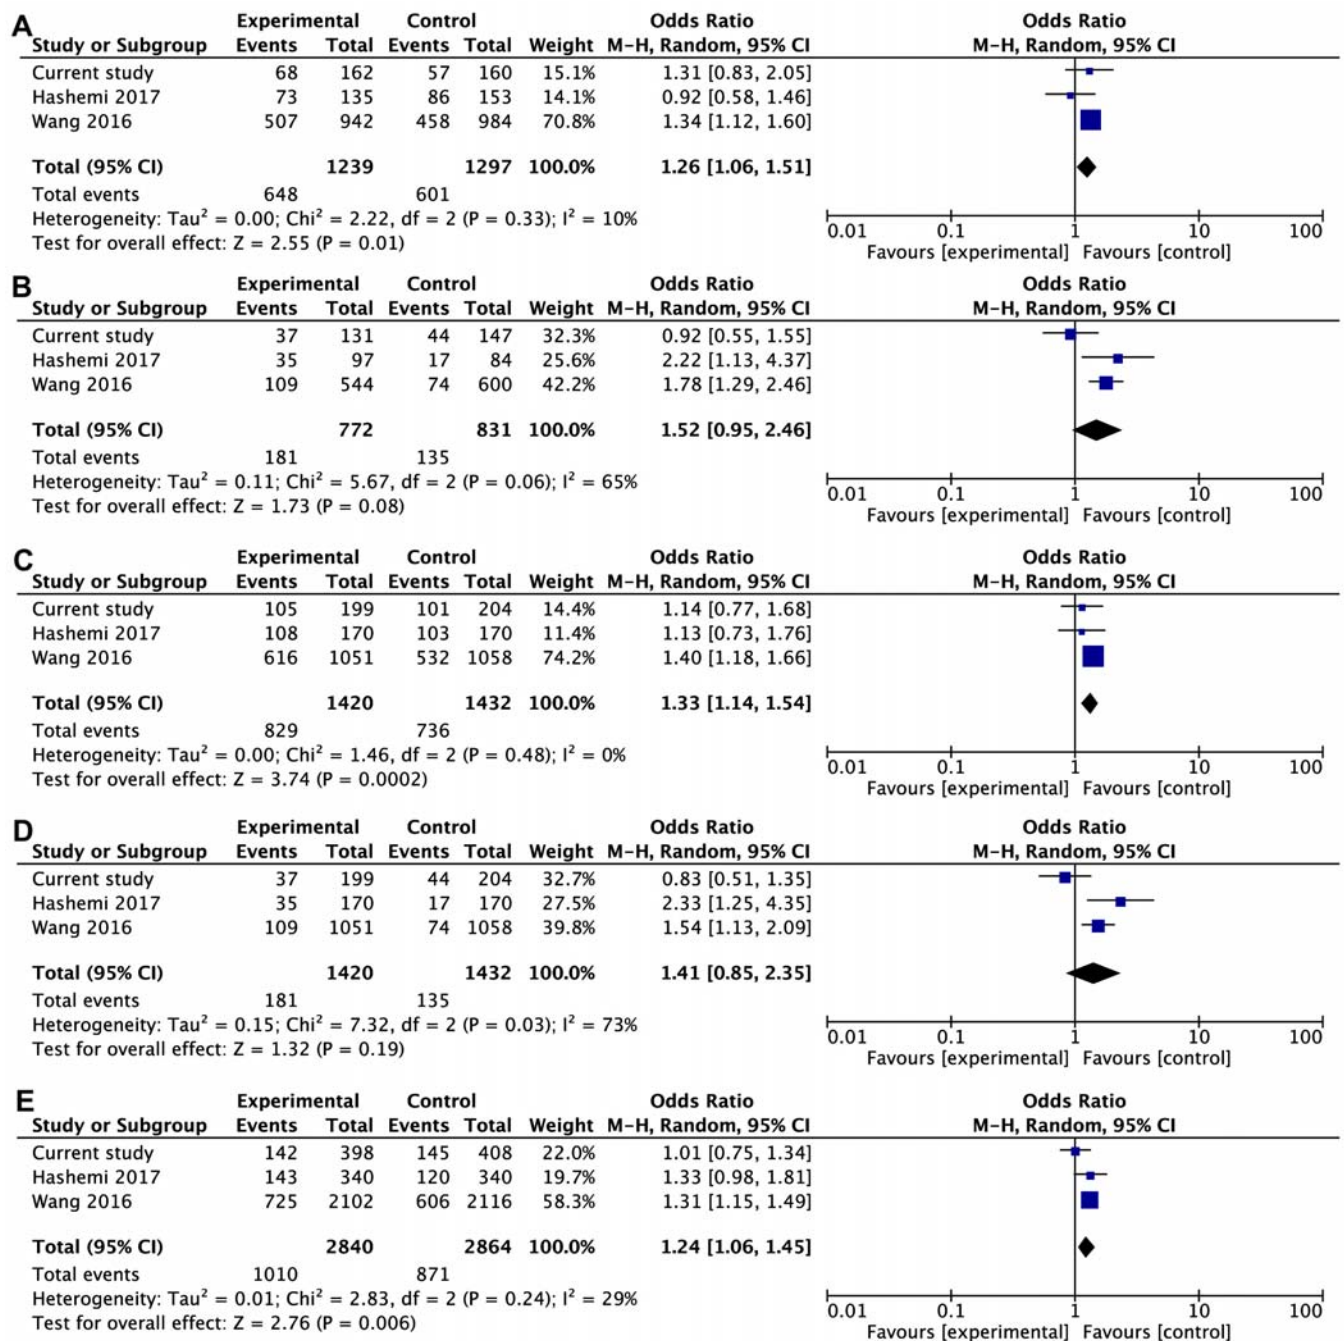 A
Experimental Control Odds Ratio Odds Ratio
Study or Subgroup Events Total Events Total Weight M-H, Random, 95% CI M-H, Random, 95% CI
Current study 68 162 57 160 15.1% 1.31 [0.83, 2.05]
Hashemi 2017 73 135 86 153 14.1% 0.92 [0.58, 1.46]
Wang 2016 507 942 458 984 70.8% 1.34 [1.12, 1.60]
Total (95% CI) 1239 1297 100.0% 1.26 [1.06, 1.51]
Total events 648 601
Heterogeneity: Tau² = 0.00; Chi² = 2.22, df = 2 (P = 0.33); I² = 10%
Test for overall effect: Z = 2.55 (P = 0.01)
0.01 0.1 1 10 100
Favours [experimental] Favours [control]
B
Experimental Control Odds Ratio Odds Ratio
Study or Subgroup Events Total Events Total Weight M-H, Random, 95% CI M-H, Random, 95% CI
Current study 37 131 44 147 32.3% 0.92 [0.55, 1.55]
Hashemi 2017 35 97 17 84 25.6% 2.22 [1.13, 4.37]
Wang 2016 109 544 74 600 42.2% 1.78 [1.29, 2.46]
Total (95% CI) 772 831 100.0% 1.52 [0.95, 2.46]
Total events 181 135
Heterogeneity: Tau² = 0.11; Chi² = 5.67, df = 2 (P = 0.06); I² = 65%
Test for overall effect: Z = 1.73 (P = 0.08)
0.01 0.1 1 10 100
Favours [experimental] Favours [control]
C
Experimental Control Odds Ratio Odds Ratio
Study or Subgroup Events Total Events Total Weight M-H, Random, 95% CI M-H, Random, 95% CI
Current study 105 199 101 204 14.4% 1.14 [0.77, 1.68]
Hashemi 2017 108 170 103 170 11.4% 1.13 [0.73, 1.76]
Wang 2016 616 1051 532 1058 74.2% 1.40 [1.18, 1.66]
Total (95% CI) 1420 1432 100.0% 1.33 [1.14, 1.54]
Total events 829 736
Heterogeneity: Tau² = 0.00; Chi² = 1.46, df = 2 (P = 0.48); I² = 0%
Test for overall effect: Z = 3.74 (P = 0.0002)
0.01 0.1 1 10 100
Favours [experimental] Favours [control]
D
Experimental Control Odds Ratio Odds Ratio
Study or Subgroup Events Total Events Total Weight M-H, Random, 95% CI M-H, Random, 95% CI
Current study 37 199 44 204 32.7% 0.83 [0.51, 1.35]
Hashemi 2017 35 170 17 170 27.5% 2.33 [1.25, 4.35]
Wang 2016 109 1051 74 1058 39.8% 1.54 [1.13, 2.09]
Total (95% CI) 1420 1432 100.0% 1.41 [0.85, 2.35]
Total events 181 135
Heterogeneity: Tau² = 0.15; Chi² = 7.32, df = 2 (P = 0.03); I² = 73%
Test for overall effect: Z = 1.32 (P = 0.19)
0.01 0.1 1 10 100
Favours [experimental] Favours [control]
E
Experimental Control Odds Ratio Odds Ratio
Study or Subgroup Events Total Events Total Weight M-H, Random, 95% CI M-H, Random, 95% CI
Current study 142 398 145 408 22.0% 1.01 [0.75, 1.34]
Hashemi 2017 143 340 120 340 19.7% 1.33 [0.98, 1.81]
Wang 2016 725 2102 606 2116 58.3% 1.31 [1.15, 1.49]
Total (95% CI) 2840 2864 100.0% 1.24 [1.06, 1.45]
Total events 1010 871
Heterogeneity: Tau² = 0.01; Chi² = 2.83, df = 2 (P = 0.24); I² = 29%
Test for overall effect: Z = 2.76 (P = 0.006)
0.01 0.1 1 10 100
Favours [experimental] Favours [control]